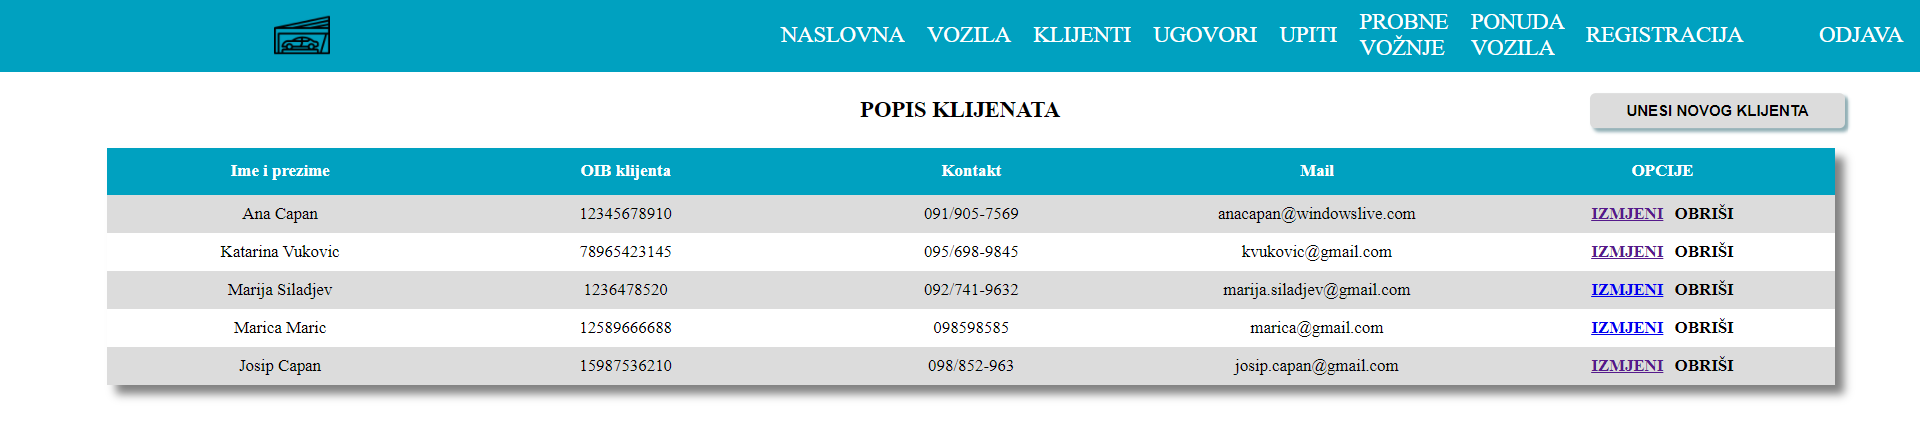 NASLOVNA VOZILA KLIJENTI UGOVORI UPITI PROBNE VOŽNJE PONUDA VOZILA REGISTRACIJA ODJAVA
POPIS KLIJENATA UNESI NOVOG KLIJENTA
Ime i prezime OIB klijenta Kontakt Mail OPCIJE
Ana Capan 12345678910 091/905-7569 anacapan@windowslive.com IZMJENI OBRIŠI
Katarina Vukovic 78965423145 095/698-9845 kvukovic@gmail.com IZMJENI OBRIŠI
Marija Siladjev 1236478520 092/741-9632 marija.siladjev@gmail.com IZMJENI OBRIŠI
Marica Maric 12589666688 098598585 marica@gmail.com IZMJENI OBRIŠI
Josip Capan 15987536210 098/852-963 josip.capan@gmail.com IZMJENI OBRIŠI